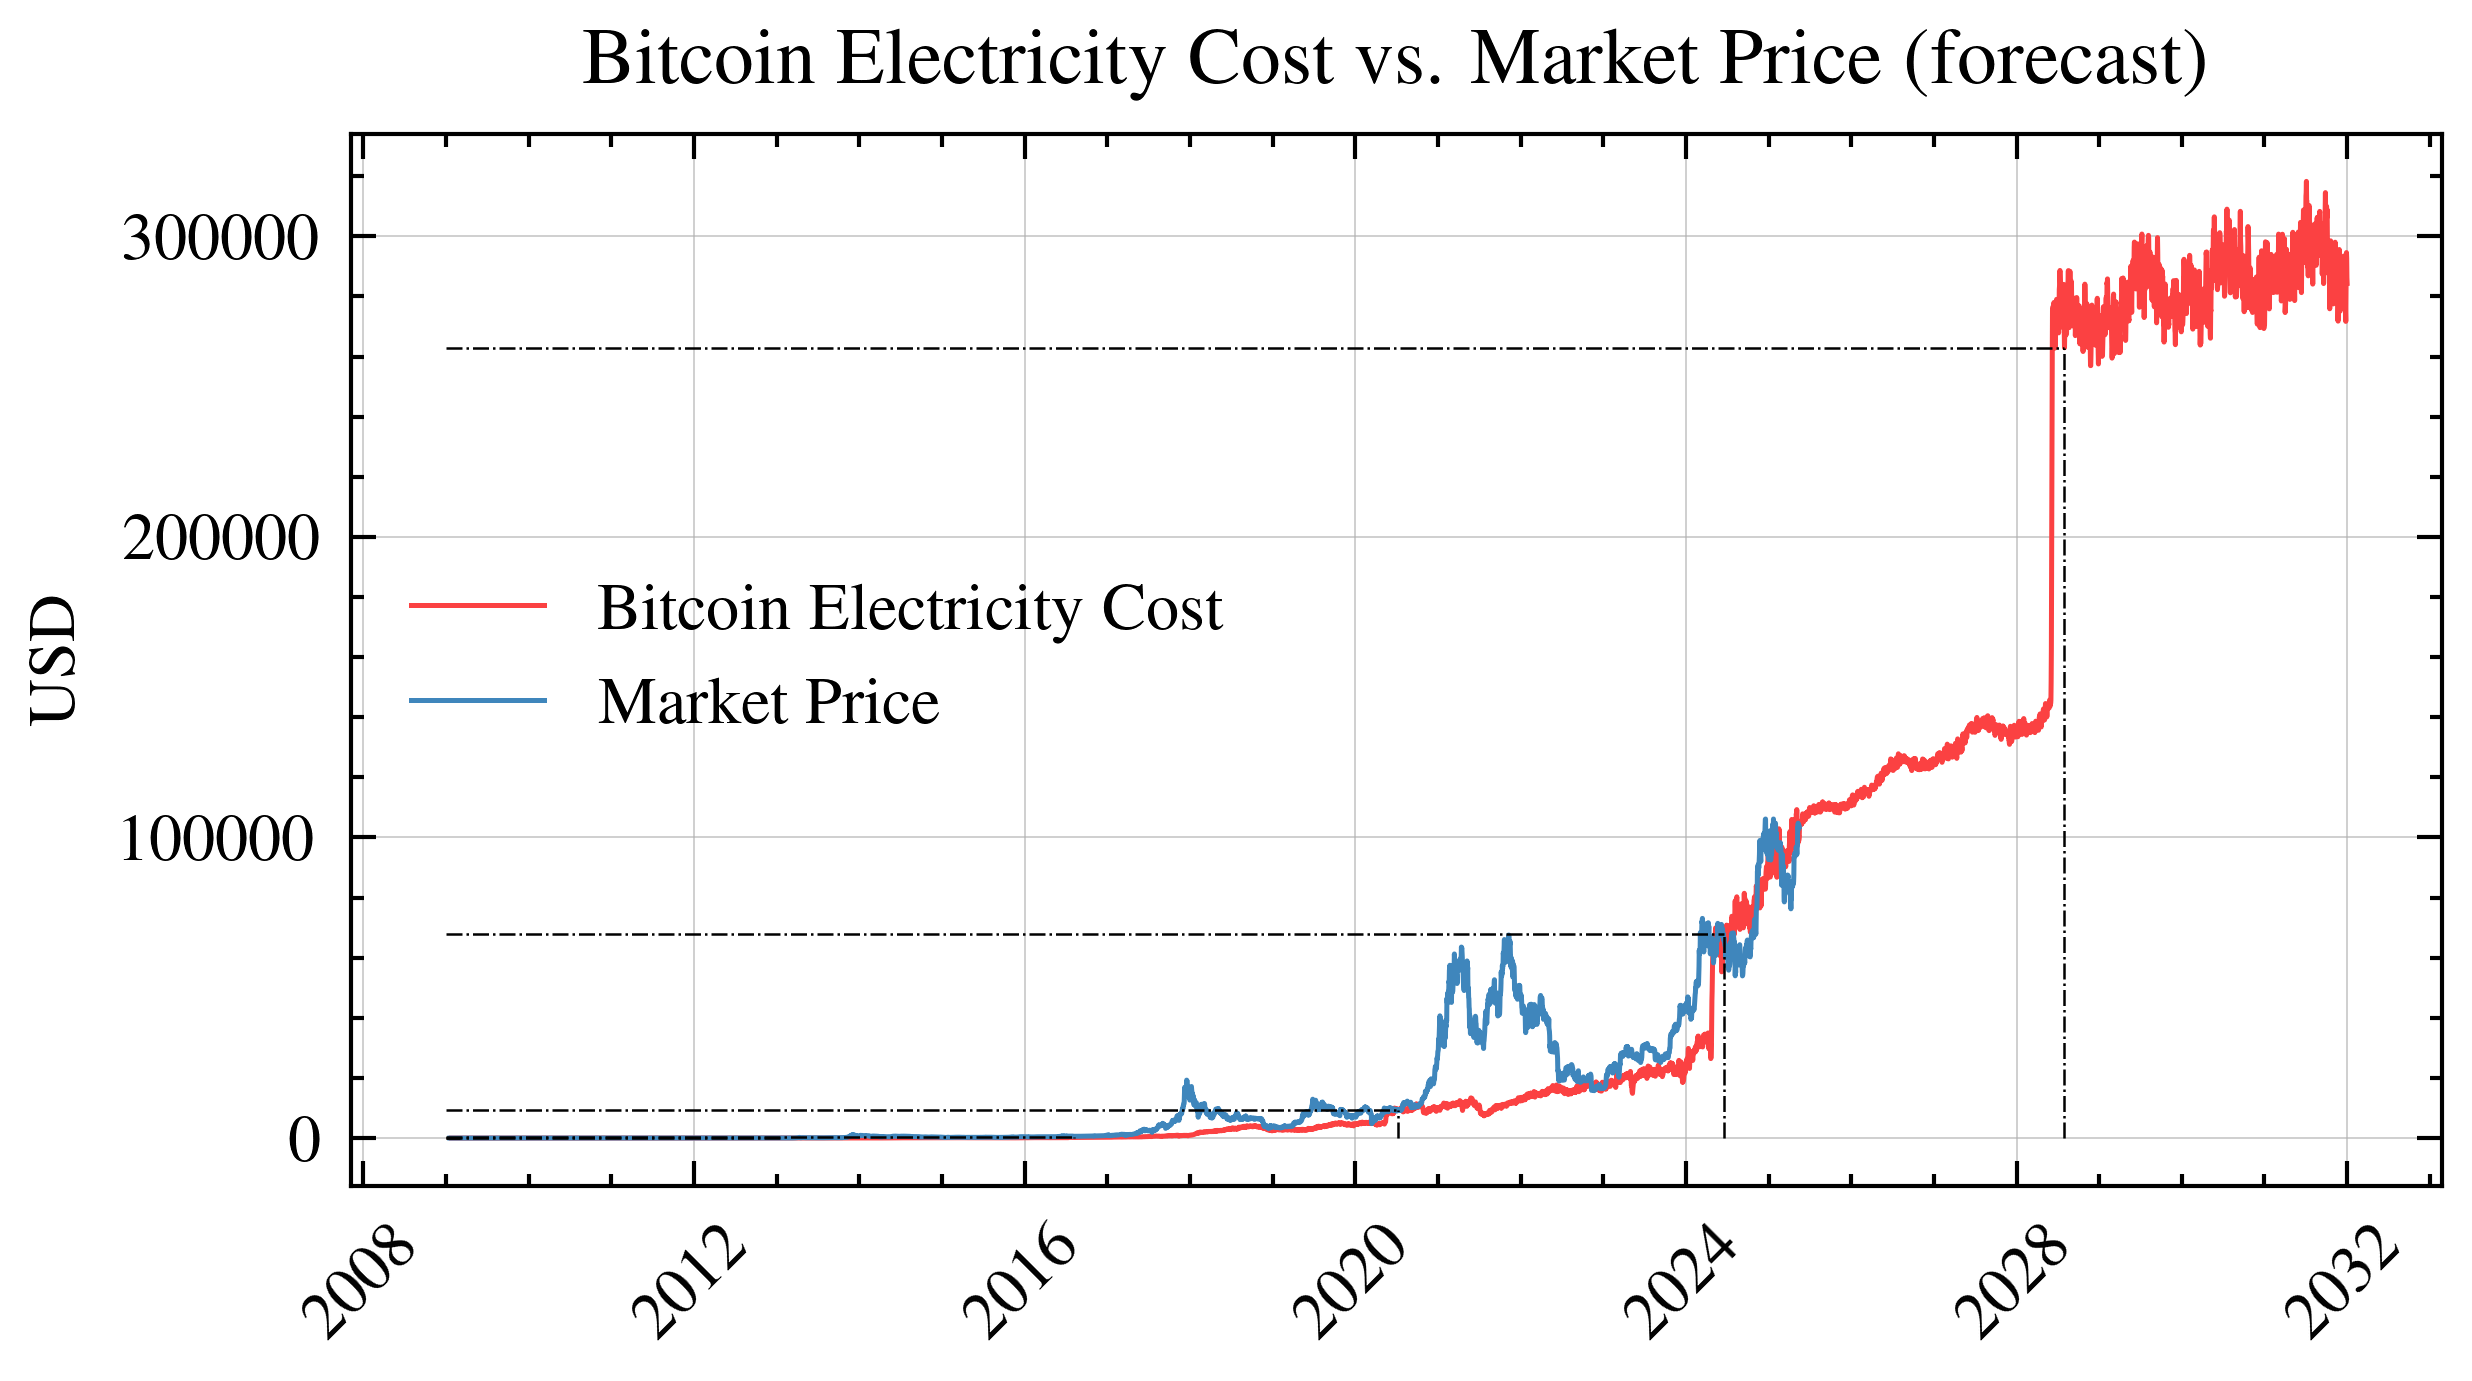 Bitcoin Electricity Cost vs. Market Price (forecast)
300000
200000
100000
0
USD
Bitcoin Electricity Cost
Market Price
2008
2012
2016
2020
2024
2028
2032